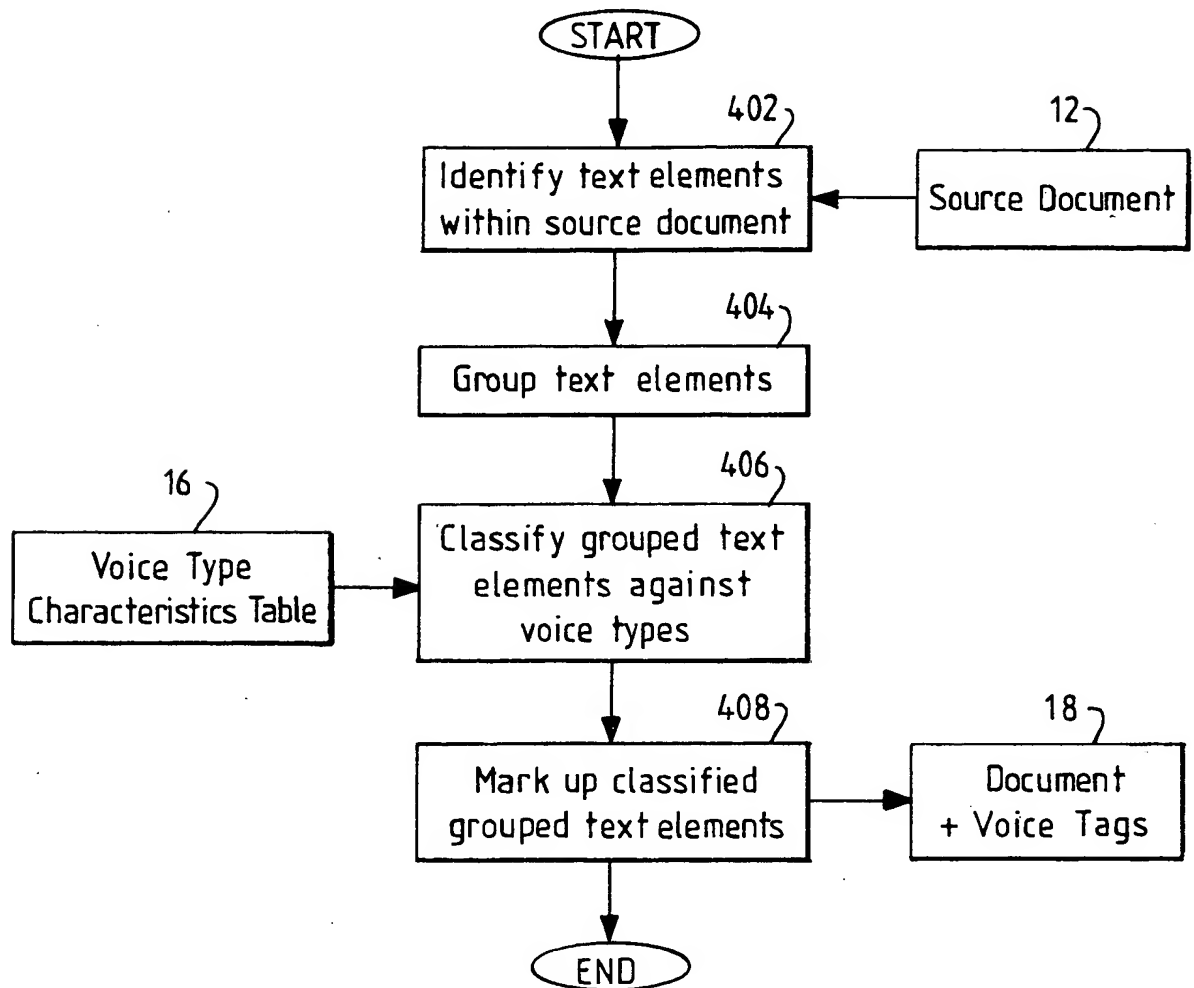 START
402
Identify text elements
within source document
12
Source Document
404
Group text elements
406
Classify grouped text
elements against
voice types
16
Voice Type
Characteristics Table
408
Mark up classified
grouped text elements
18
Document
+ Voice Tags
END